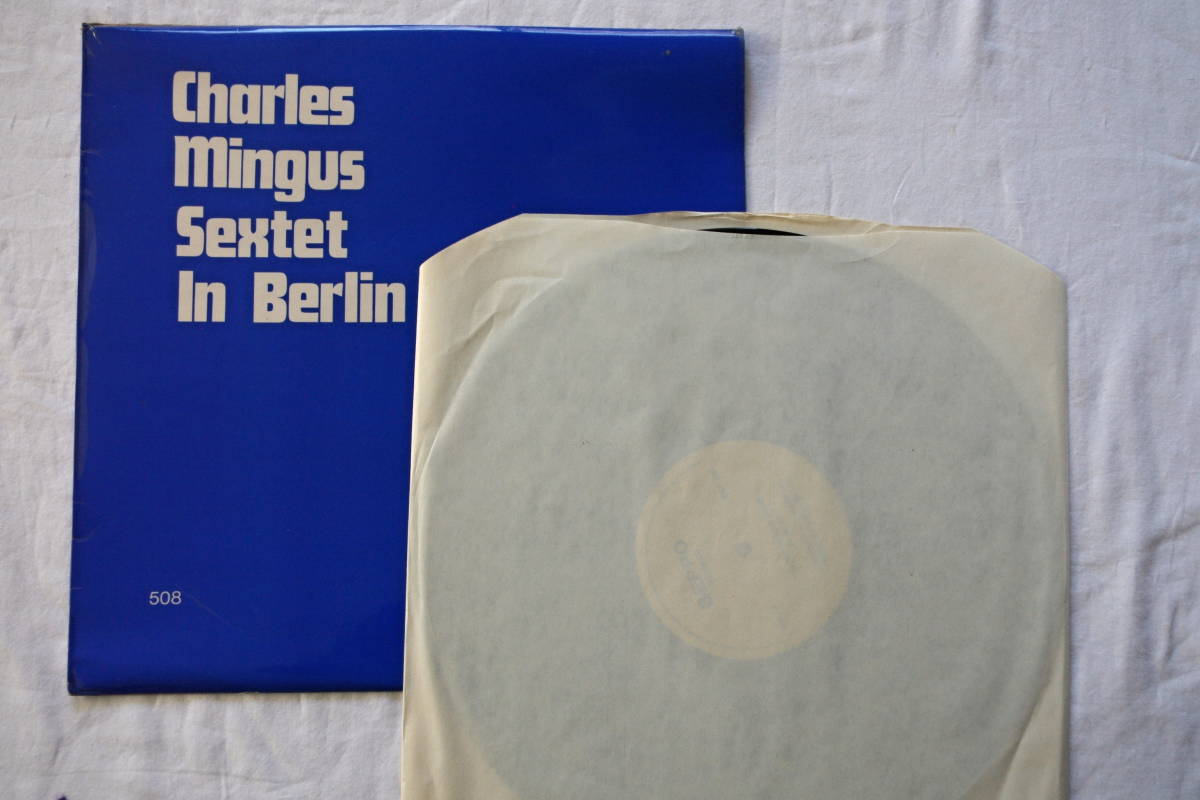 Charles
Mingus
Sextet
In Berlin
508